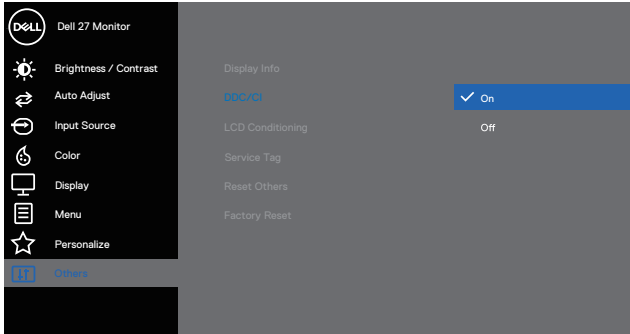 DELL
Dell 27 Monitor
Brightness / Contrast
Auto Adjust
Input Source
Color
Display
Menu
Personalize
Others
Display Info
DDC/CI
LCD Conditioning
Service Tag
Reset Others
Factory Reset
On
Off